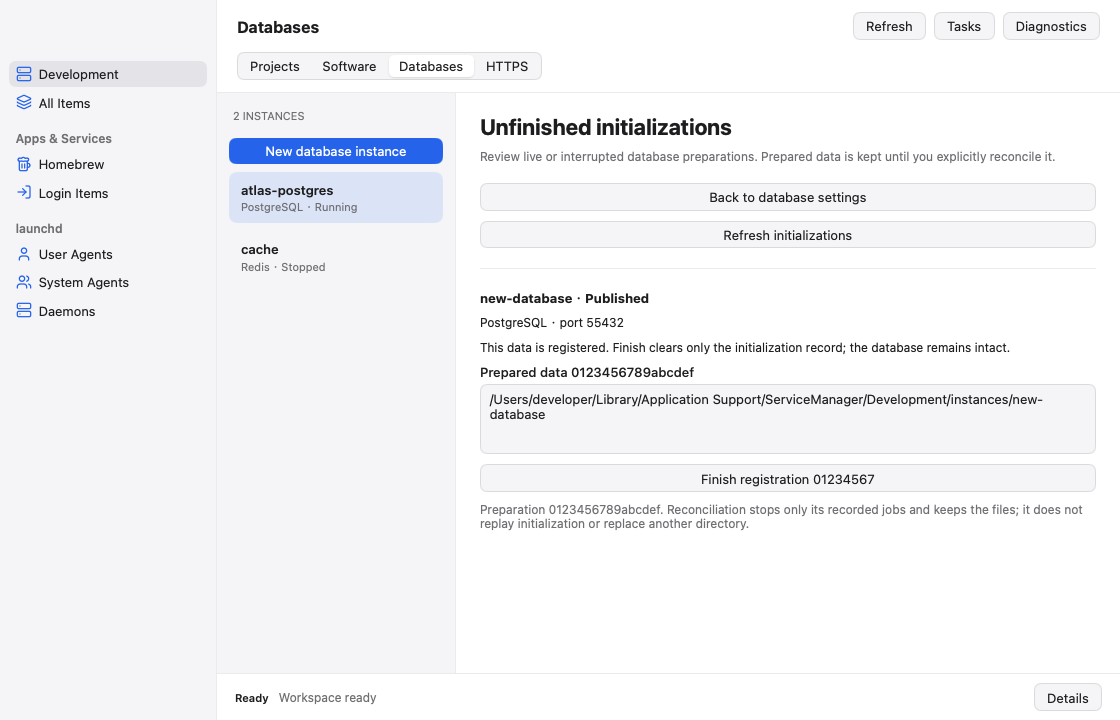 Development
All Items
Apps & Services
Homebrew
Login Items
launchd
User Agents
System Agents
Daemons
Databases
Refresh
Tasks
Diagnostics
Projects
Software
Databases
HTTPS
2 INSTANCES
New database instance
atlas-postgres
PostgreSQL · Running
cache
Redis · Stopped
Unfinished initializations
Review live or interrupted database preparations. Prepared data is kept until you explicitly reconcile it.
Back to database settings
Refresh initializations
new-database · Published
PostgreSQL · port 55432
This data is registered. Finish clears only the initialization record; the database remains intact.
Prepared data 0123456789abcdef
/Users/developer/Library/Application Support/ServiceManager/Development/instances/new-
database
Finish registration 01234567
Preparation 0123456789abcdef. Reconciliation stops only its recorded jobs and keeps the files; it does not
replay initialization or replace another directory.
Ready
Workspace ready
Details